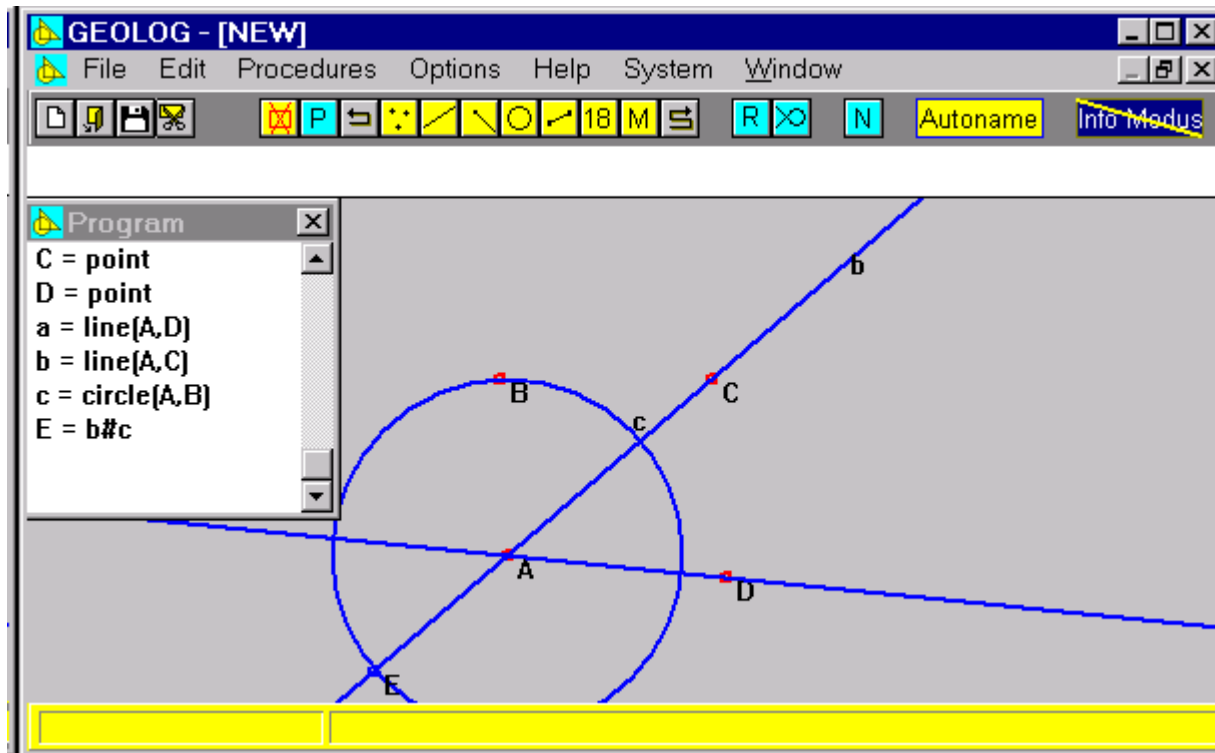 GEOLOG - [NEW]
File Edit Procedures Options Help System Window
P 18 M R N Autoname Info Modus
Program
C = point
D = point
a = line(A,D)
b = line(A,C)
c = circle(A,B)
E = b#c
b
B
C
c
A
D
E